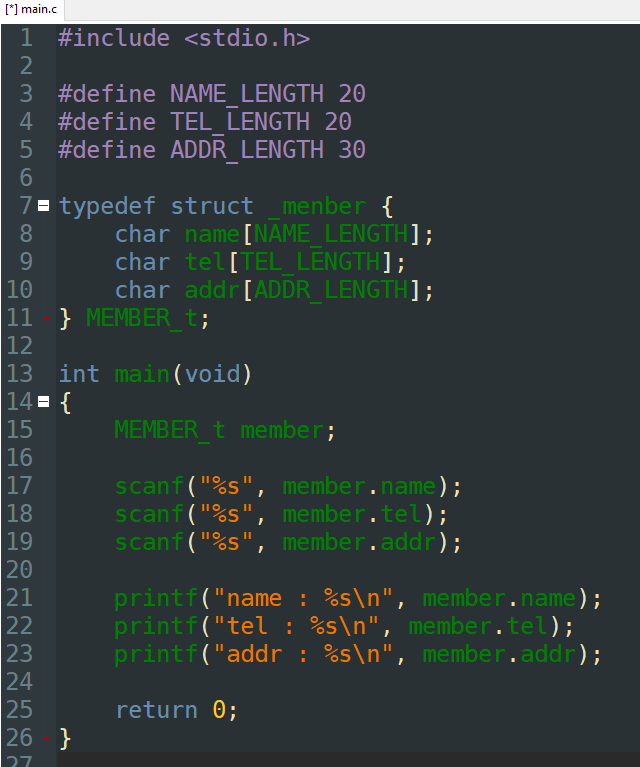 [*] main.c
1 #include <stdio.h>
2
3 #define NAME_LENGTH 20
4 #define TEL_LENGTH 20
5 #define ADDR_LENGTH 30
6
7 typedef struct _menber {
8     char name[NAME_LENGTH];
9     char tel[TEL_LENGTH];
10     char addr[ADDR_LENGTH];
11 } MEMBER_t;
12
13 int main(void)
14 {
15     MEMBER_t member;
16
17     scanf("%s", member.name);
18     scanf("%s", member.tel);
19     scanf("%s", member.addr);
20
21     printf("name : %s\n", member.name);
22     printf("tel : %s\n", member.tel);
23     printf("addr : %s\n", member.addr);
24
25     return 0;
26 }
27